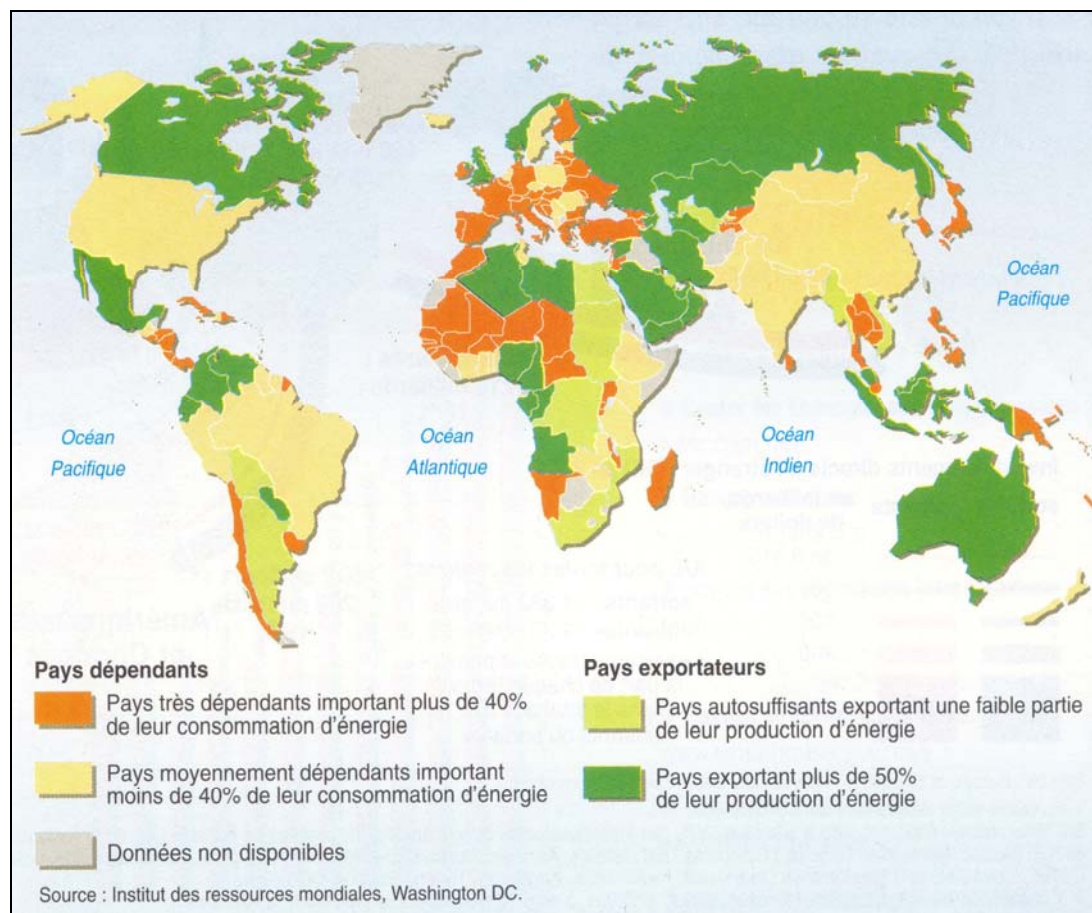 Océan
Pacifique
Océan
Pacifique
Océan
Atlantique
Océan
Indien
Pays dépendants
Pays très dépendants important plus de 40%
de leur consommation d'énergie
Pays moyennement dépendants important
moins de 40% de leur consommation d'énergie
Données non disponibles
Source : Institut des ressources mondiales, Washington DC.
Pays exportateurs
Pays autosuffisants exportant une faible partie
de leur production d'énergie
Pays exportant plus de 50%
de leur production d'énergie